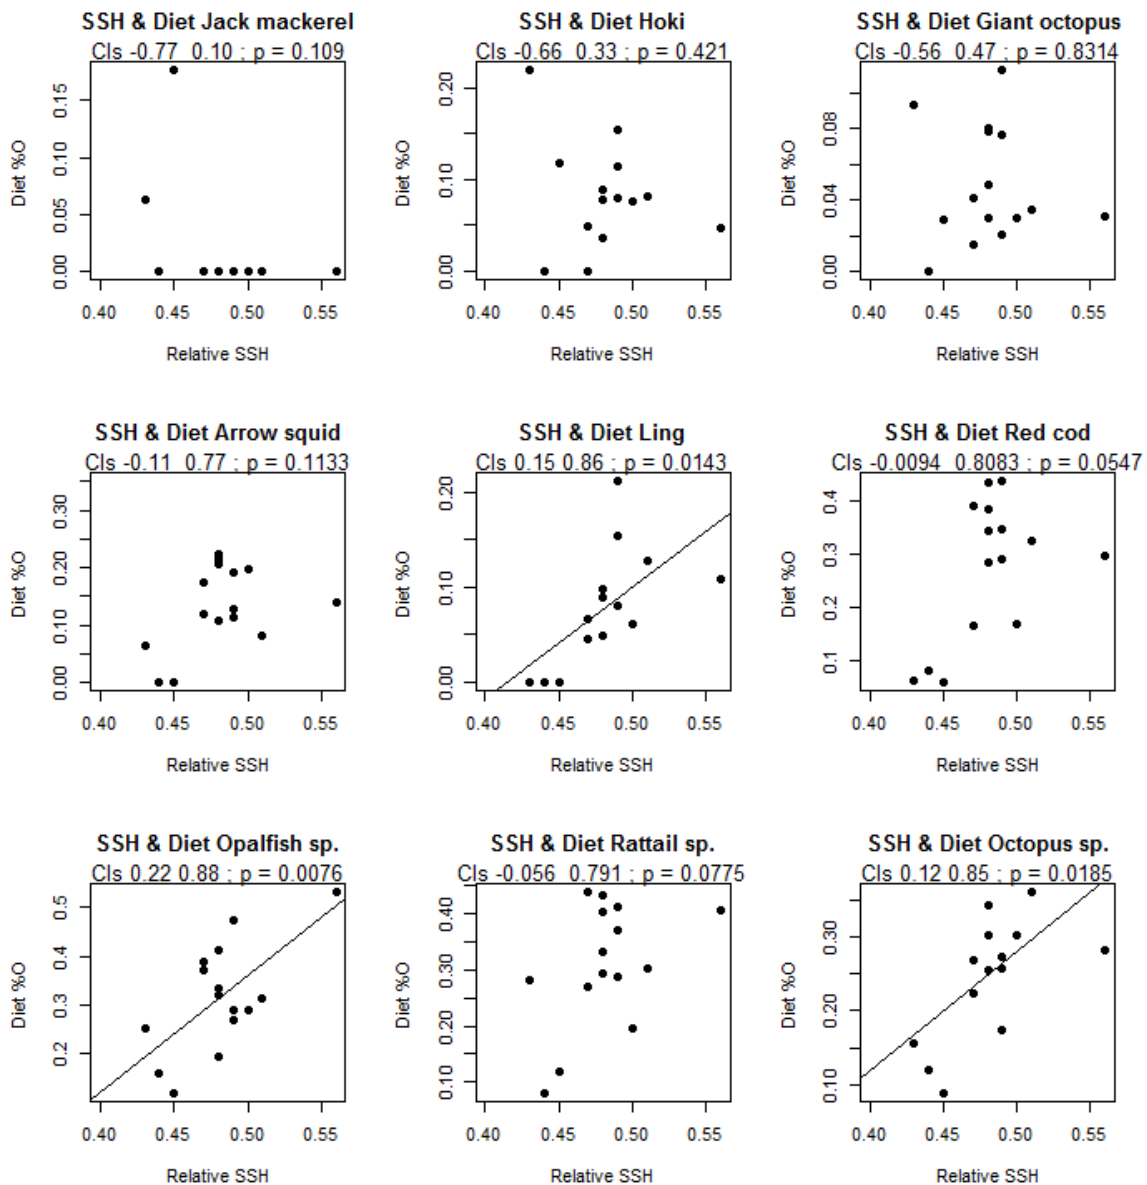 SSH & Diet Jack mackerel
CIs -0.77 0.10 ; p = 0.109
0.15
0.10
0.05
0.00
Diet %O
0.40 0.45 0.50 0.55
Relative SSH
SSH & Diet Hoki
CIs -0.66 0.33 ; p = 0.421
0.20
0.10
0.00
Diet %O
0.40 0.45 0.50 0.55
Relative SSH
SSH & Diet Giant octopus
CIs -0.56 0.47 ; p = 0.8314
0.08
0.04
0.00
Diet %O
0.40 0.45 0.50 0.55
Relative SSH
SSH & Diet Arrow squid
CIs -0.11 0.77 ; p = 0.1133
0.30
0.20
0.10
0.00
Diet %O
0.40 0.45 0.50 0.55
Relative SSH
SSH & Diet Ling
CIs 0.15 0.86 ; p = 0.0143
0.20
0.10
0.00
Diet %O
0.40 0.45 0.50 0.55
Relative SSH
SSH & Diet Red cod
CIs -0.0094 0.8083 ; p = 0.0547
0.4
0.3
0.2
0.1
Diet %O
0.40 0.45 0.50 0.55
Relative SSH
SSH & Diet Opalfish sp.
CIs 0.22 0.88 ; p = 0.0076
0.5
0.4
0.3
0.2
Diet %O
0.40 0.45 0.50 0.55
Relative SSH
SSH & Diet Rattail sp.
CIs -0.056 0.791 ; p = 0.0775
0.40
0.30
0.20
0.10
Diet %O
0.40 0.45 0.50 0.55
Relative SSH
SSH & Diet Octopus sp.
CIs 0.12 0.85 ; p = 0.0185
0.30
0.20
0.10
Diet %O
0.40 0.45 0.50 0.55
Relative SSH